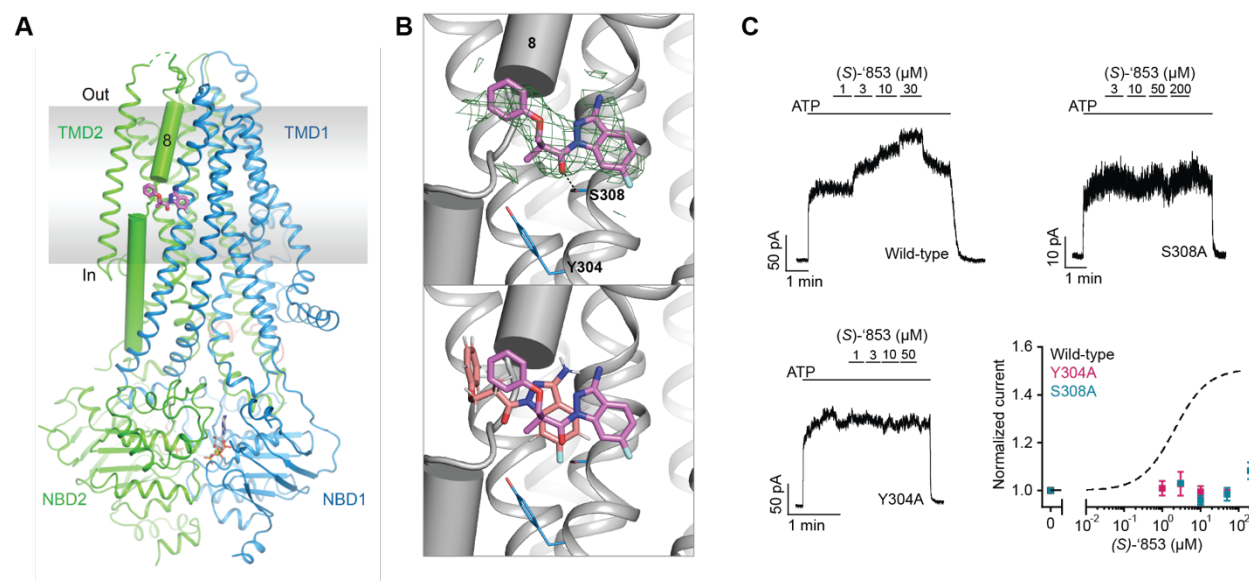 A
Out
TMD2
TMD1
8
In
NBD2
NBD1
B
8
S308
Y304
C
(S)-‘853 (μM)
1 3 10 30
ATP
50 pA
1 min
Wild-type
(S)-‘853 (μM)
3 10 50 200
ATP
10 pA
1 min
S308A
(S)-‘853 (μM)
1 3 10 50
ATP
50 pA
1 min
Y304A
Wild-type
Y304A
S308A
Normalized current
1.6
1.4
1.2
1.0
0 10⁻² 10⁻¹ 10⁰ 10¹ 10²
(S)-‘853 (μM)